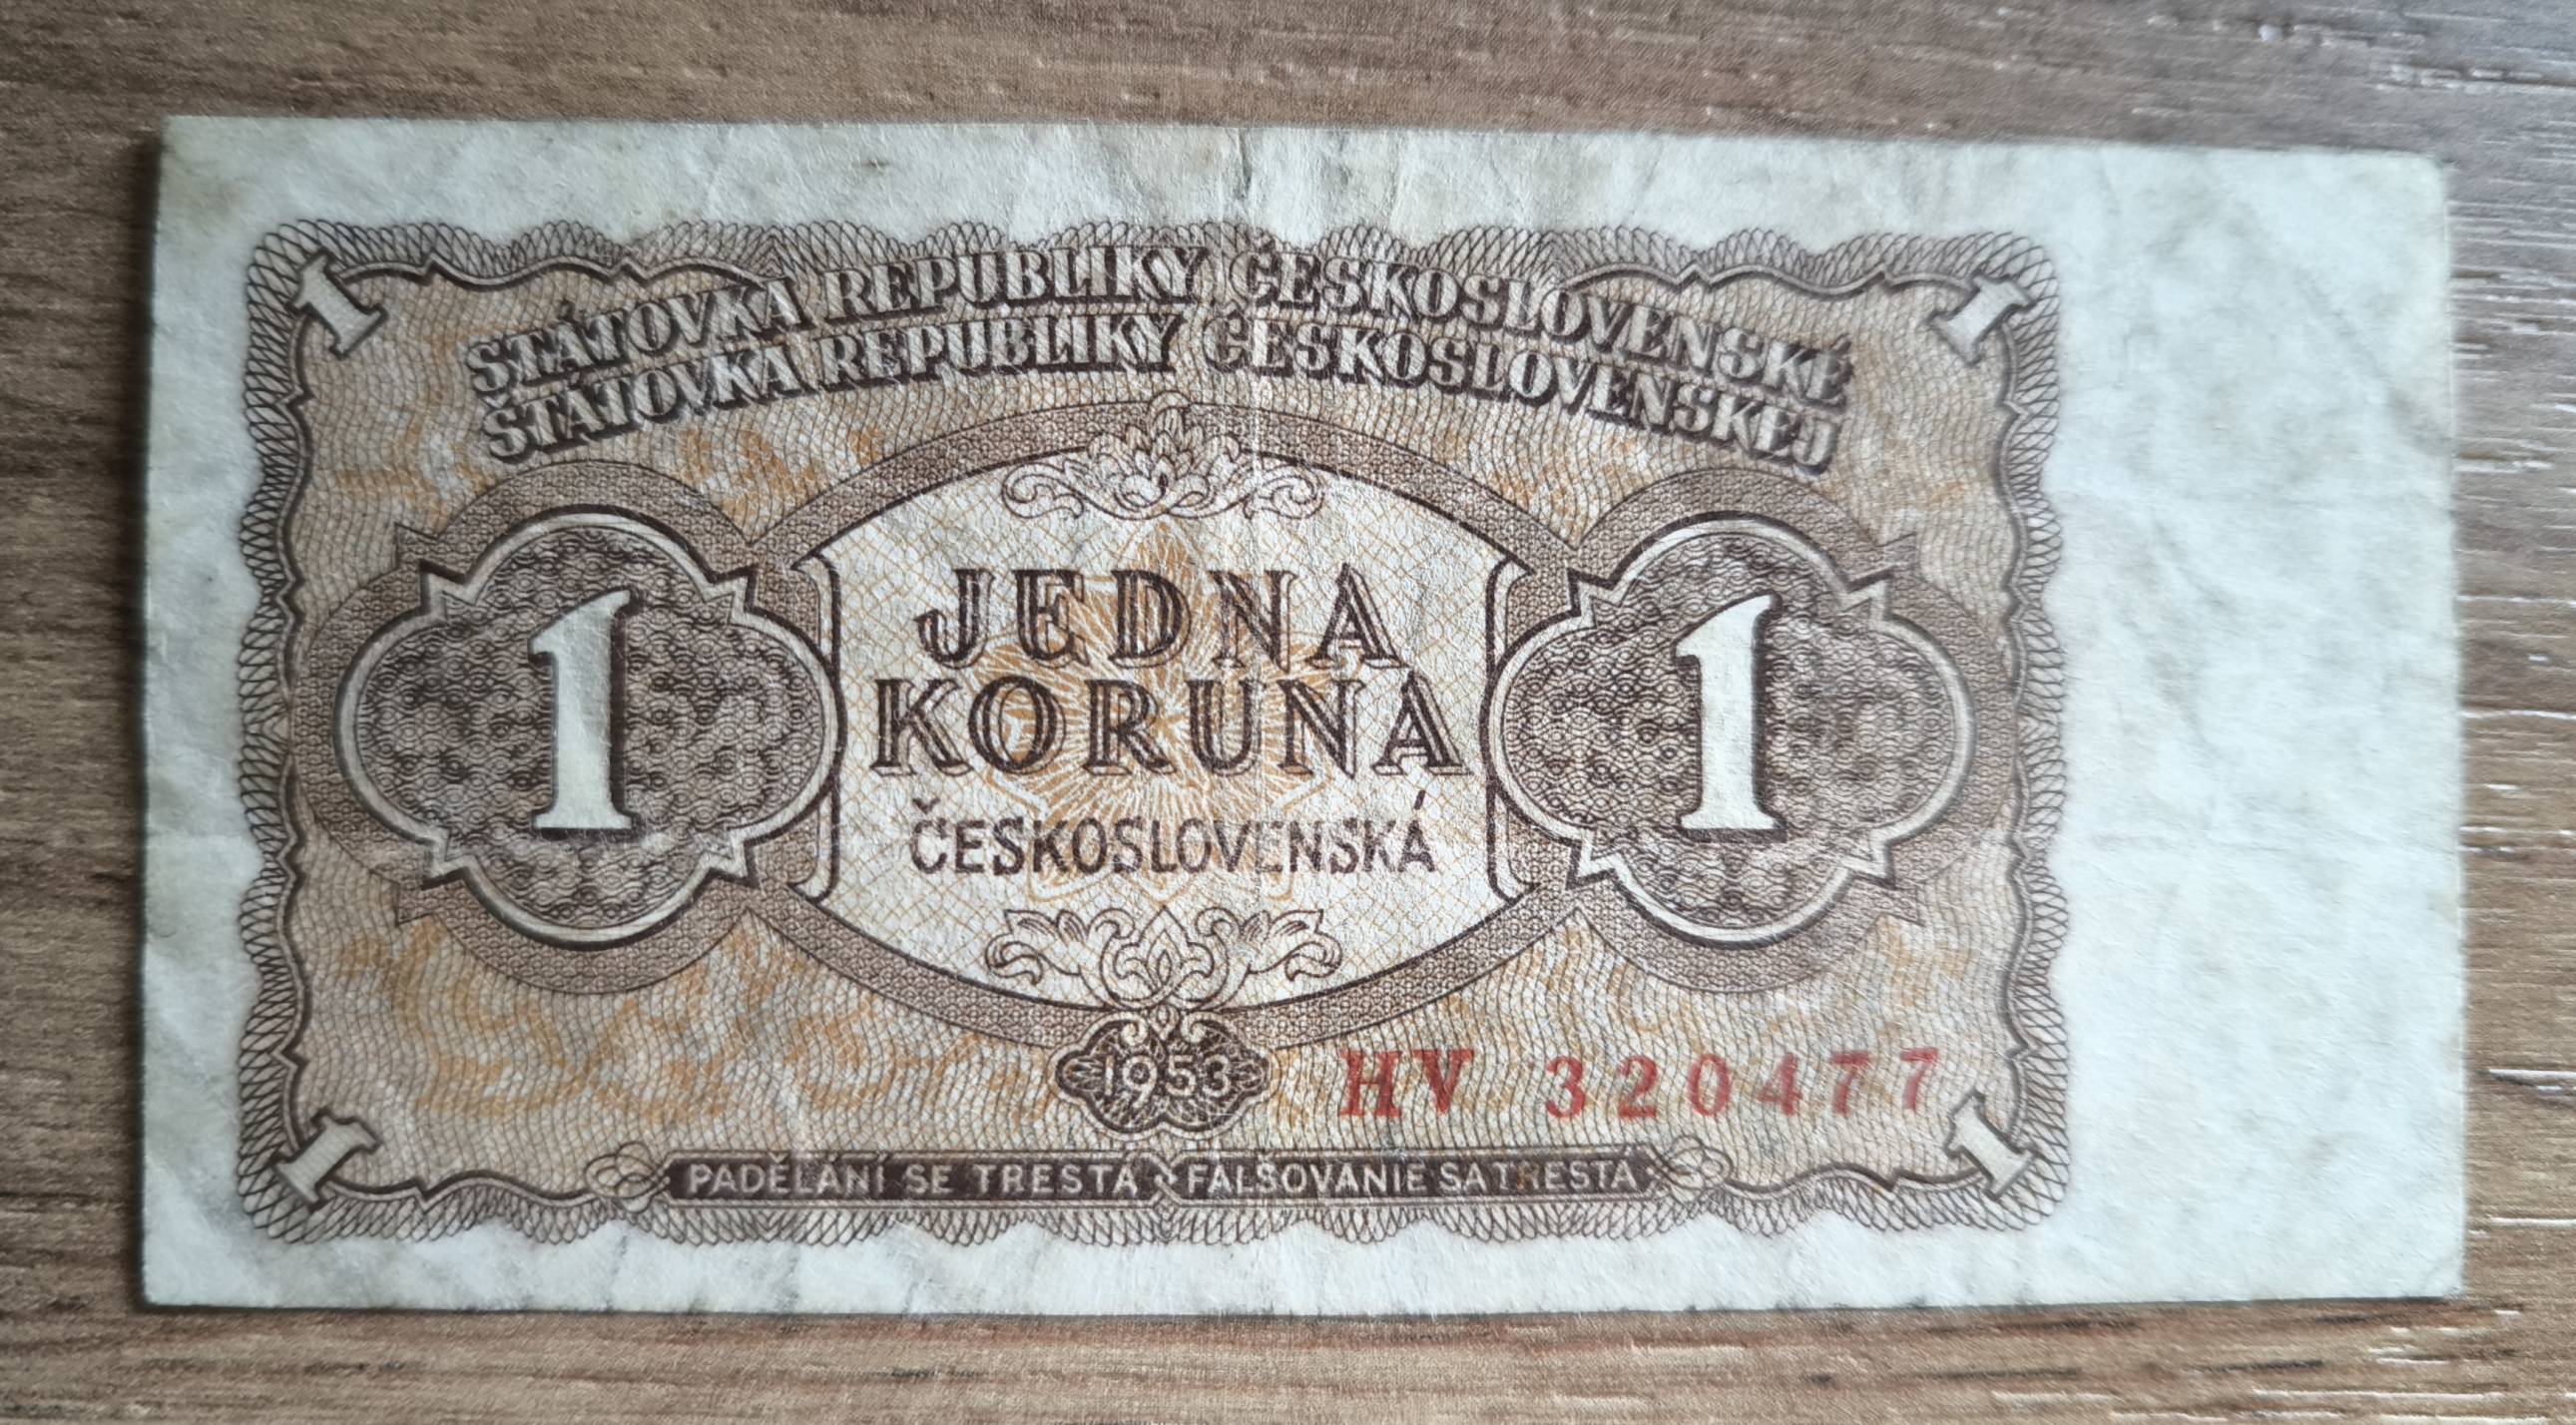 1 1
STÁTOVKA REPUBLIKY ČESKOSLOVENSKÉ
ŠTÁTOVKA REPUBLIKY ČESKOSLOVENSKEJ
1 1
JEDNA
KORUNA
ČESKOSLOVENSKÁ
1953 HV 320477
1 1
PADĚLÁNÍ SE TRESTÁ FALŠOVANIE SA TRESTÁ